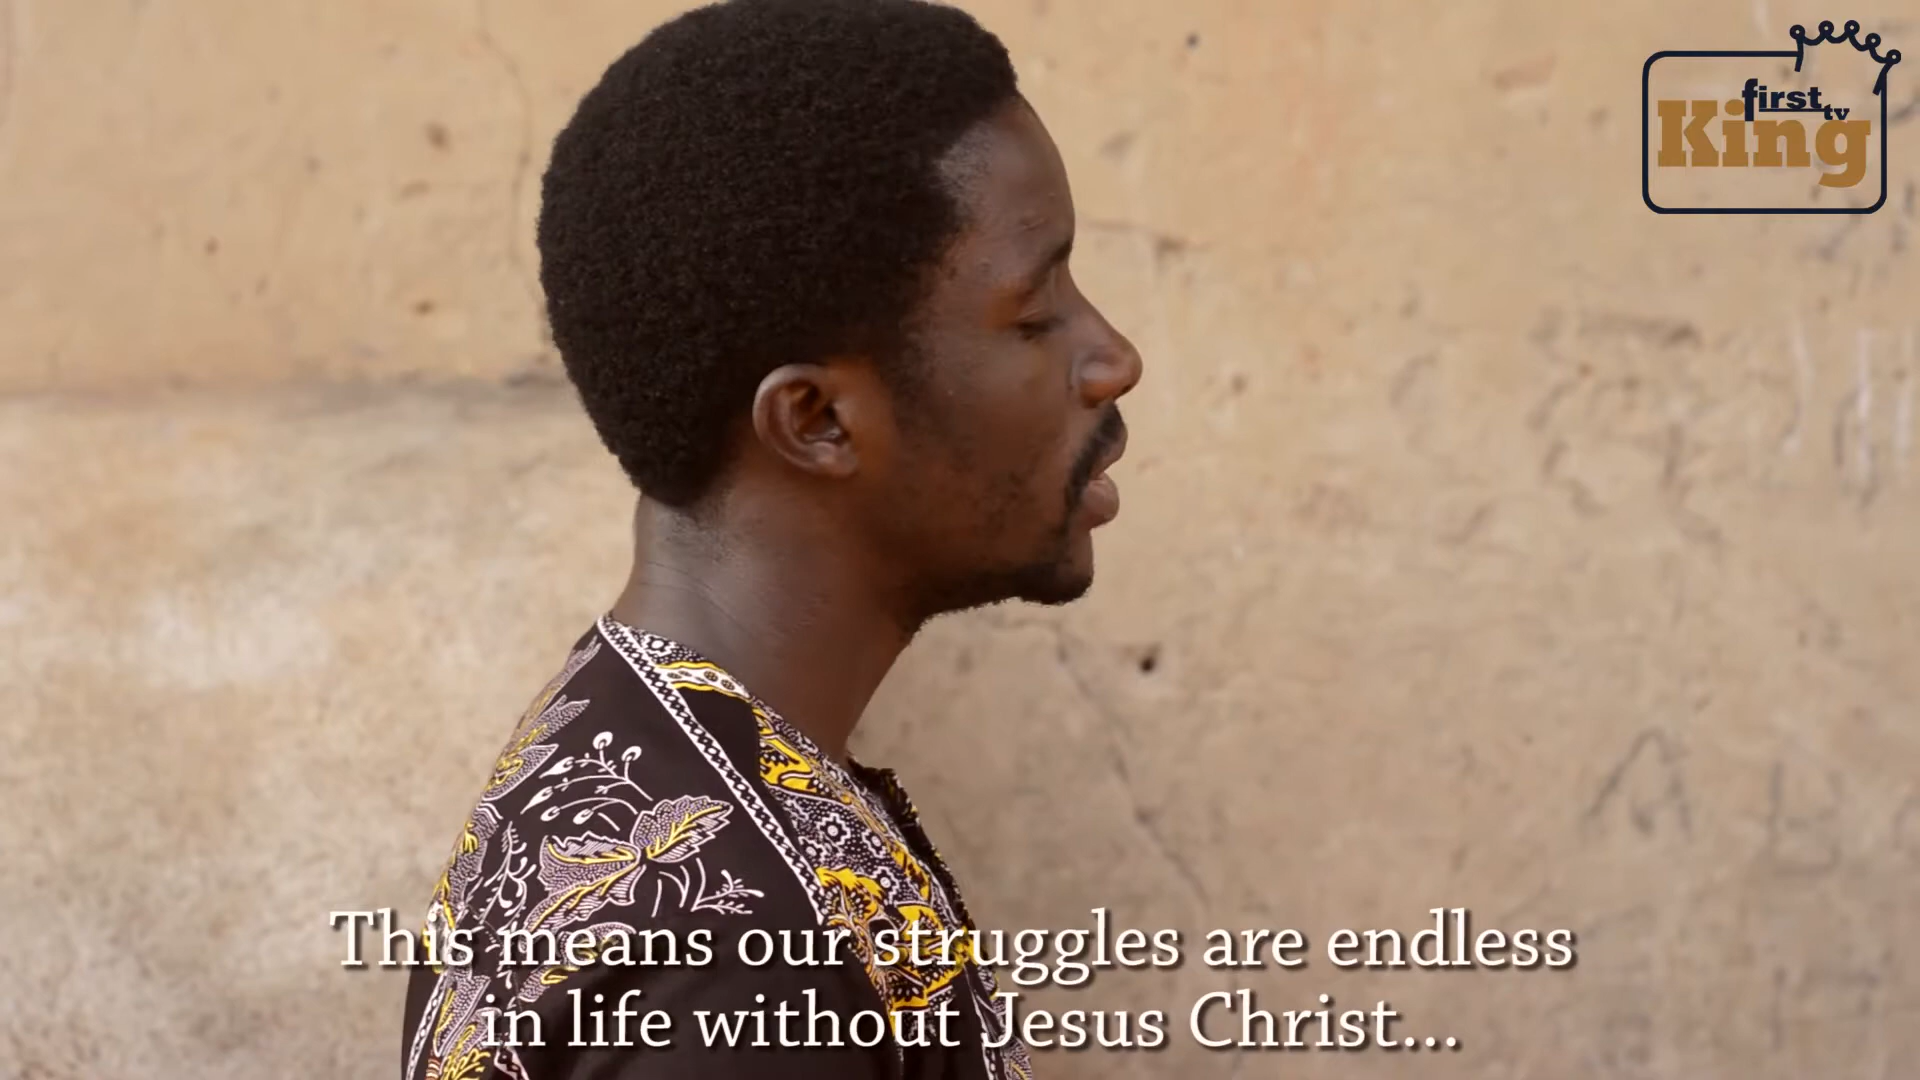 first tv
King
This means our struggles are endless
in life without Jesus Christ...